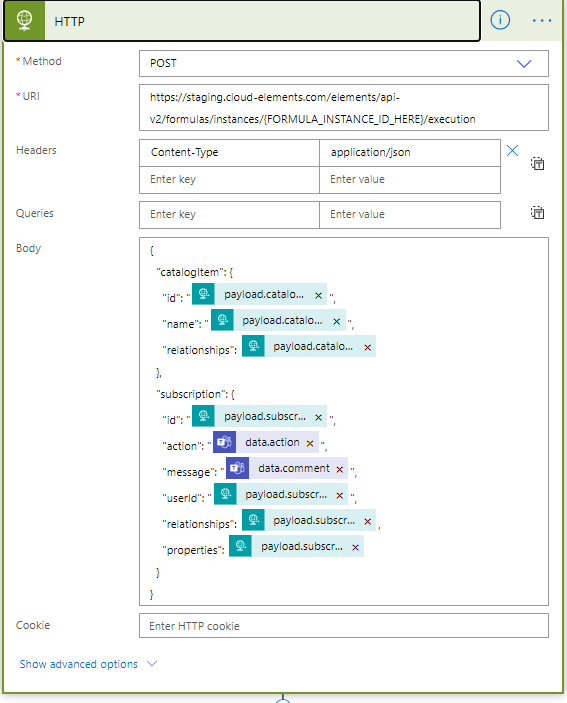 HTTP
* Method
POST
* URI
https://staging.cloud-elements.com/elements/api-
v2/formulas/instances/{FORMULA_INSTANCE_ID_HERE}/execution
Headers
Content-Type application/json
Enter key Enter value
Queries
Enter key Enter value
Body
{
"catalogItem": {
"id": " payload.catalo... × ",
"name": " payload.catalo... × ",
"relationships": payload.catalo... ×
},
"subscription": {
"id": " payload.subscr... × ",
"action": " data.action × ",
"message": " data.comment × ",
"userId": " payload.subscr... × ",
"relationships": payload.subscr... × ,
"properties": payload.subscr... ×
}
}
Cookie
Enter HTTP cookie
Show advanced options